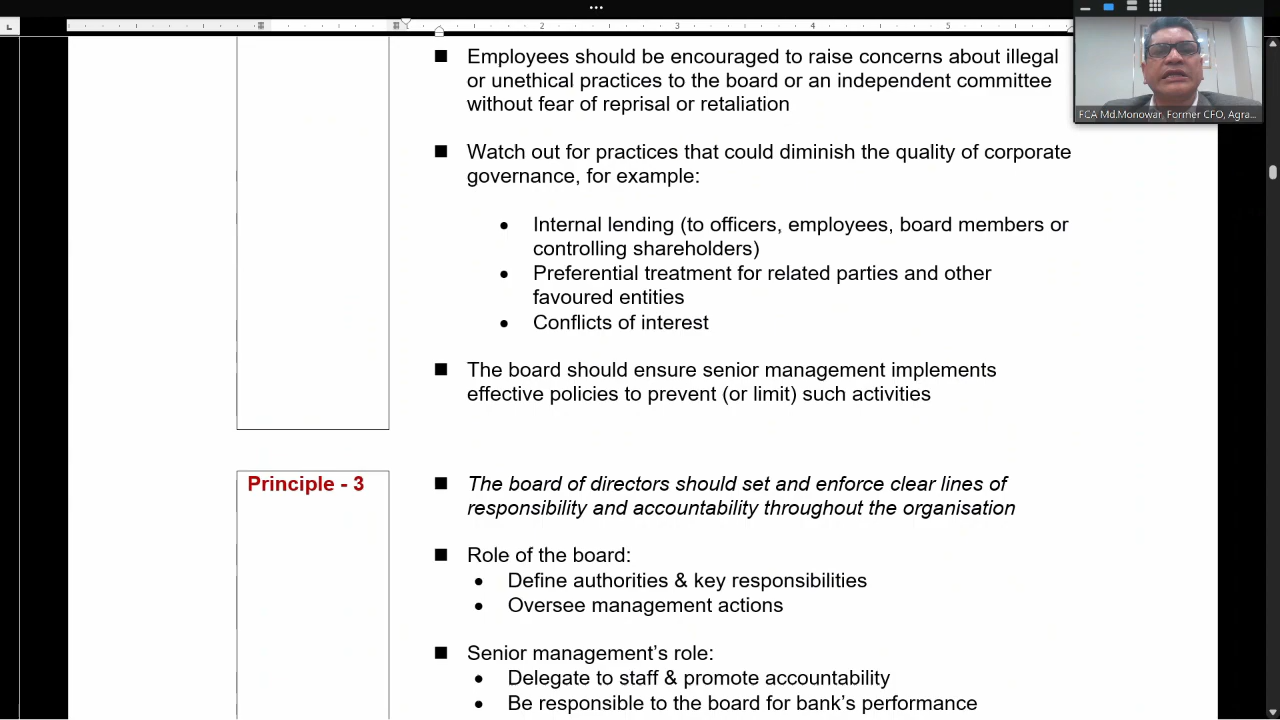 •••
2 3 4 5
FCA Md.Monowar, Former CFO, Agra...
■ Employees should be encouraged to raise concerns about illegal
or unethical practices to the board or an independent committee
without fear of reprisal or retaliation
■ Watch out for practices that could diminish the quality of corporate
governance, for example:
• Internal lending (to officers, employees, board members or
controlling shareholders)
• Preferential treatment for related parties and other
favoured entities
• Conflicts of interest
■ The board should ensure senior management implements
effective policies to prevent (or limit) such activities
Principle - 3
■ The board of directors should set and enforce clear lines of
responsibility and accountability throughout the organisation
■ Role of the board:
• Define authorities & key responsibilities
• Oversee management actions
■ Senior management’s role:
• Delegate to staff & promote accountability
• Be responsible to the board for bank’s performance